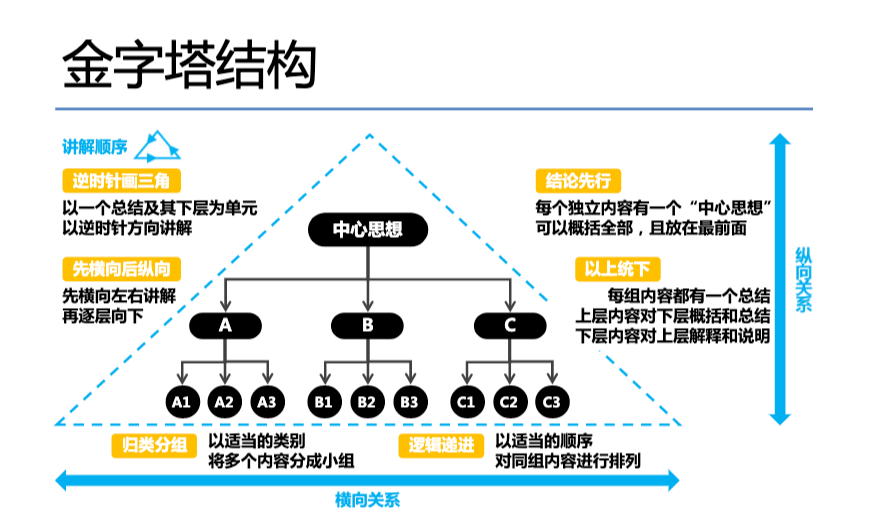 金字塔结构
讲解顺序
逆时针画三角
以一个总结及其下层为单元
以逆时针方向讲解
先横向后纵向
先横向左右讲解
再逐层向下
结论先行
每个独立内容有一个“中心思想”
可以概括全部，且放在最前面
以上统下
每组内容都有一个总结
上层内容对下层概括和总结
下层内容对上层解释和说明
纵向关系
中心思想
A
B
C
A1
A2
A3
B1
B2
B3
C1
C2
C3
归类分组
以适当的类别
将多个内容分成小组
逻辑递进
以适当的顺序
对同组内容进行排列
横向关系